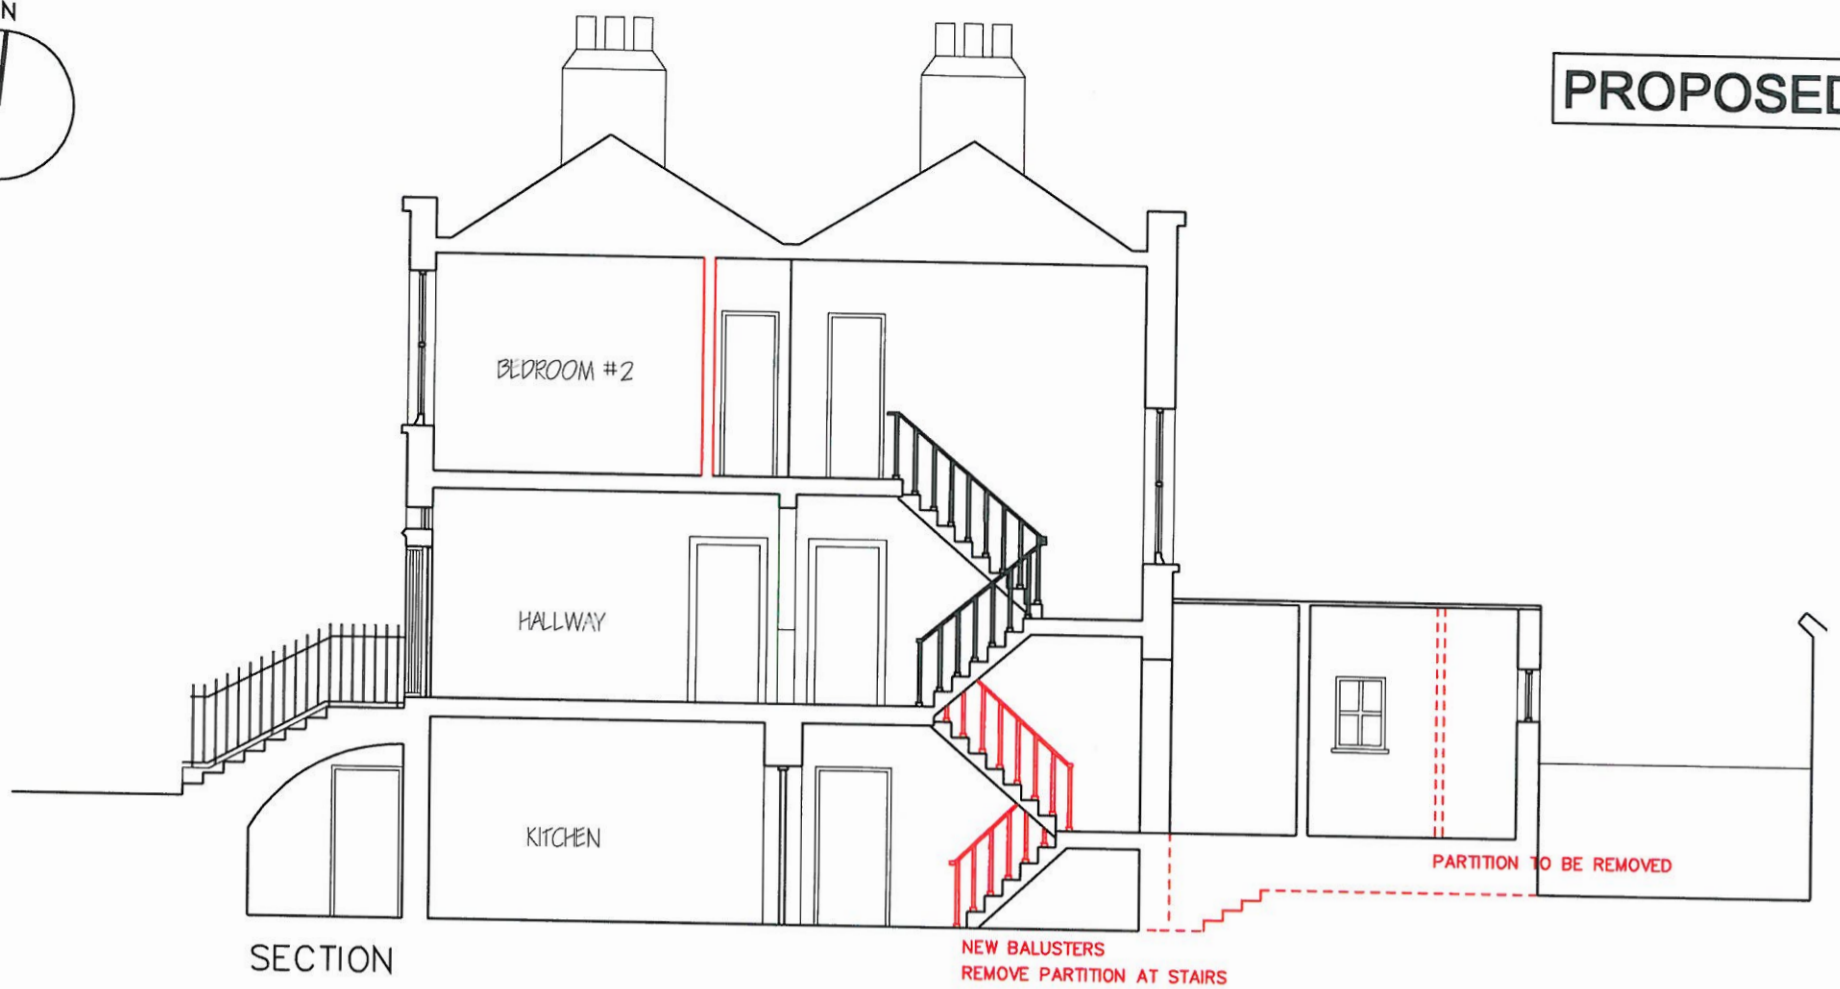 N
PROPOSED
BEDROOM #2
HALLWAY
KITCHEN
PARTITION TO BE REMOVED
SECTION
NEW BALUSTERS
REMOVE PARTITION AT STAIRS